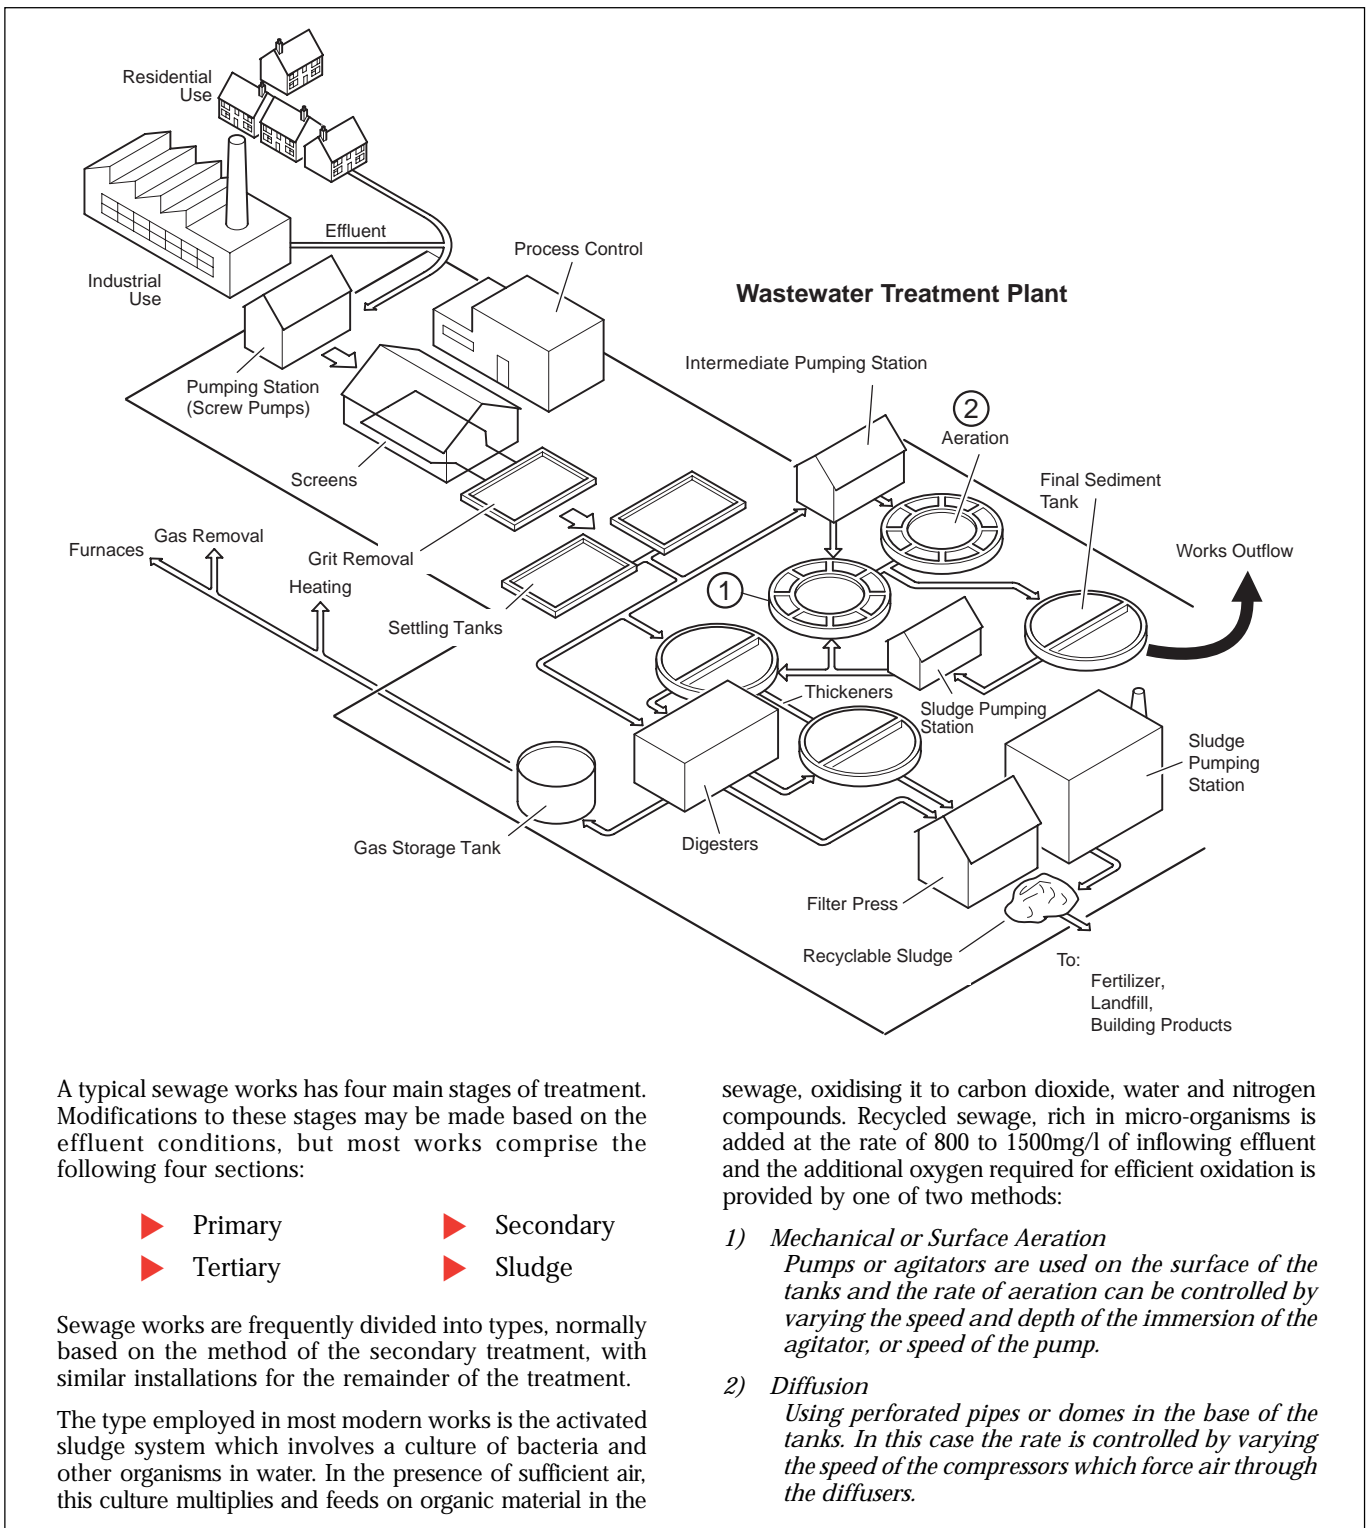 Residential
Use
Effluent
Process Control
Industrial
Use
Wastewater Treatment Plant
Intermediate Pumping Station
Pumping Station
(Screw Pumps)
2
Aeration
Screens
Final Sediment
Tank
Gas Removal
Furnaces
Grit Removal
Works Outflow
Heating
1
Settling Tanks
Thickeners
Sludge Pumping
Station
Sludge
Pumping
Station
Gas Storage Tank
Digesters
Filter Press
Recyclable Sludge
To:
Fertilizer,
Landfill,
Building Products
A typical sewage works has four main stages of treatment.
Modifications to these stages may be made based on the
effluent conditions, but most works comprise the
following four sections:
Primary
Secondary
Tertiary
Sludge
Sewage works are frequently divided into types, normally
based on the method of the secondary treatment, with
similar installations for the remainder of the treatment.
The type employed in most modern works is the activated
sludge system which involves a culture of bacteria and
other organisms in water. In the presence of sufficient air,
this culture multiplies and feeds on organic material in the
sewage, oxidising it to carbon dioxide, water and nitrogen
compounds. Recycled sewage, rich in micro-organisms is
added at the rate of 800 to 1500mg/l of inflowing effluent
and the additional oxygen required for efficient oxidation is
provided by one of two methods:
1) Mechanical or Surface Aeration
Pumps or agitators are used on the surface of the
tanks and the rate of aeration can be controlled by
varying the speed and depth of the immersion of the
agitator, or speed of the pump.
2) Diffusion
Using perforated pipes or domes in the base of the
tanks. In this case the rate is controlled by varying
the speed of the compressors which force air through
the diffusers.